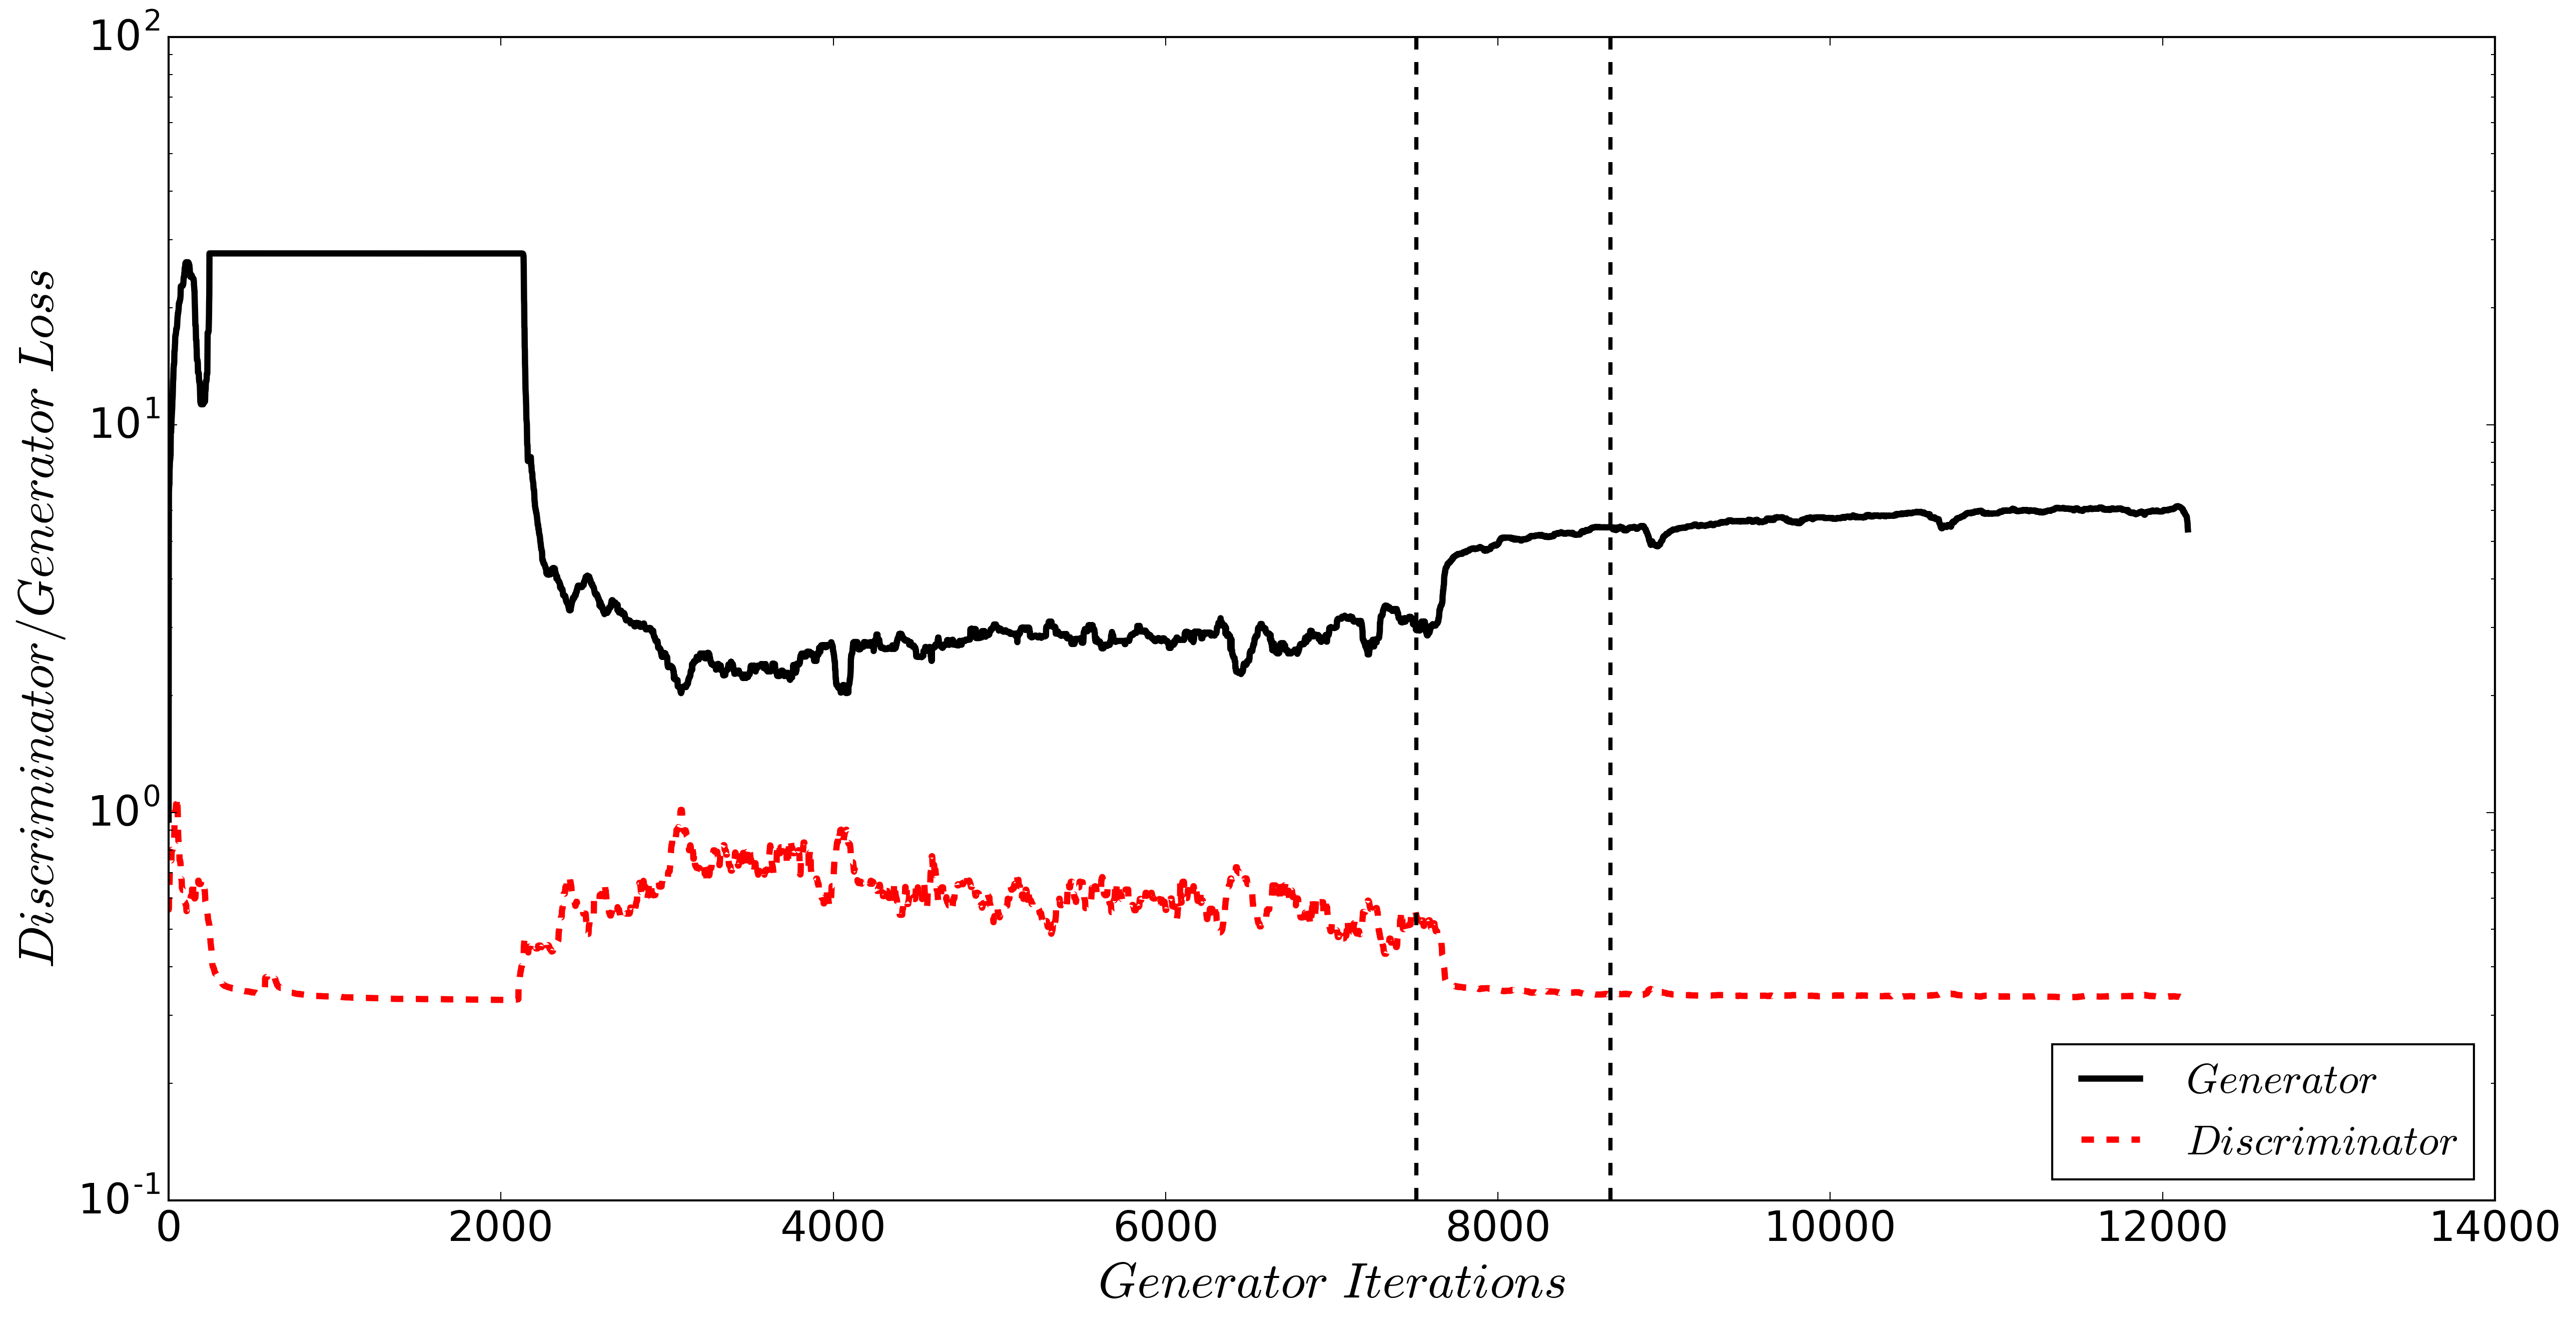 Discriminator/Generator Loss
10^2
10^1
10^0
10^-1
0 2000 4000 6000 8000 10000 12000 14000
Generator Iterations
Generator
Discriminator